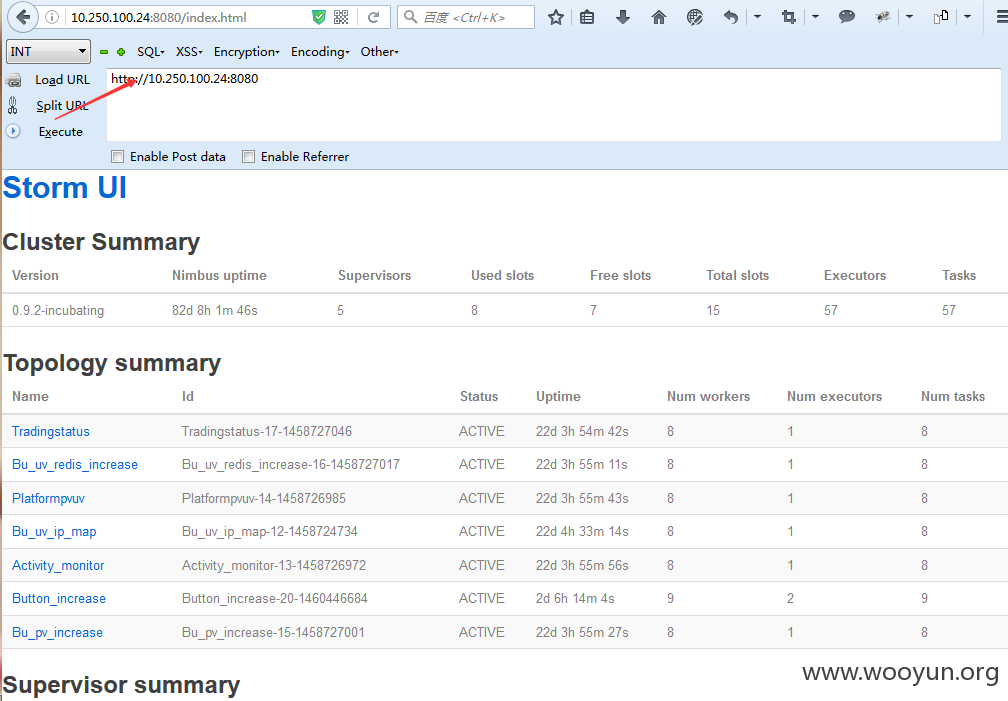 10.250.100.24:8080/index.html
百度 <Ctrl+K>
INT SQL- XSS- Encryption- Encoding- Other-
Load URL http://10.250.100.24:8080
Split URL
Execute
Enable Post data Enable Referrer
Storm UI
Cluster Summary
Version Nimbus uptime Supervisors Used slots Free slots Total slots Executors Tasks
0.9.2-incubating 82d 8h 1m 46s 5 8 7 15 57 57
Topology summary
Name Id Status Uptime Num workers Num executors Num tasks
Tradingstatus Tradingstatus-17-1458727046 ACTIVE 22d 3h 54m 42s 8 1 8
Bu_uv_redis_increase Bu_uv_redis_increase-16-1458727017 ACTIVE 22d 3h 55m 11s 8 1 8
Platformpvuv Platformpvuv-14-1458726985 ACTIVE 22d 3h 55m 43s 8 1 8
Bu_uv_ip_map Bu_uv_ip_map-12-1458724734 ACTIVE 22d 4h 33m 14s 8 1 8
Activity_monitor Activity_monitor-13-1458726972 ACTIVE 22d 3h 55m 56s 8 1 8
Button_increase Button_increase-20-1460446684 ACTIVE 2d 6h 14m 4s 9 2 9
Bu_pv_increase Bu_pv_increase-15-1458727001 ACTIVE 22d 3h 55m 27s 8 1 8
www.wooyun.org
Supervisor summary